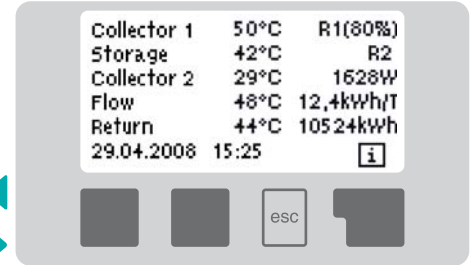 Collector 1 50°C R1(80%)
Storage 42°C R2
Collector 2 29°C 1628W
Flow 48°C 12,4kWh/T
Return 44°C 10524kWh
29.04.2008 15:25 i
esc